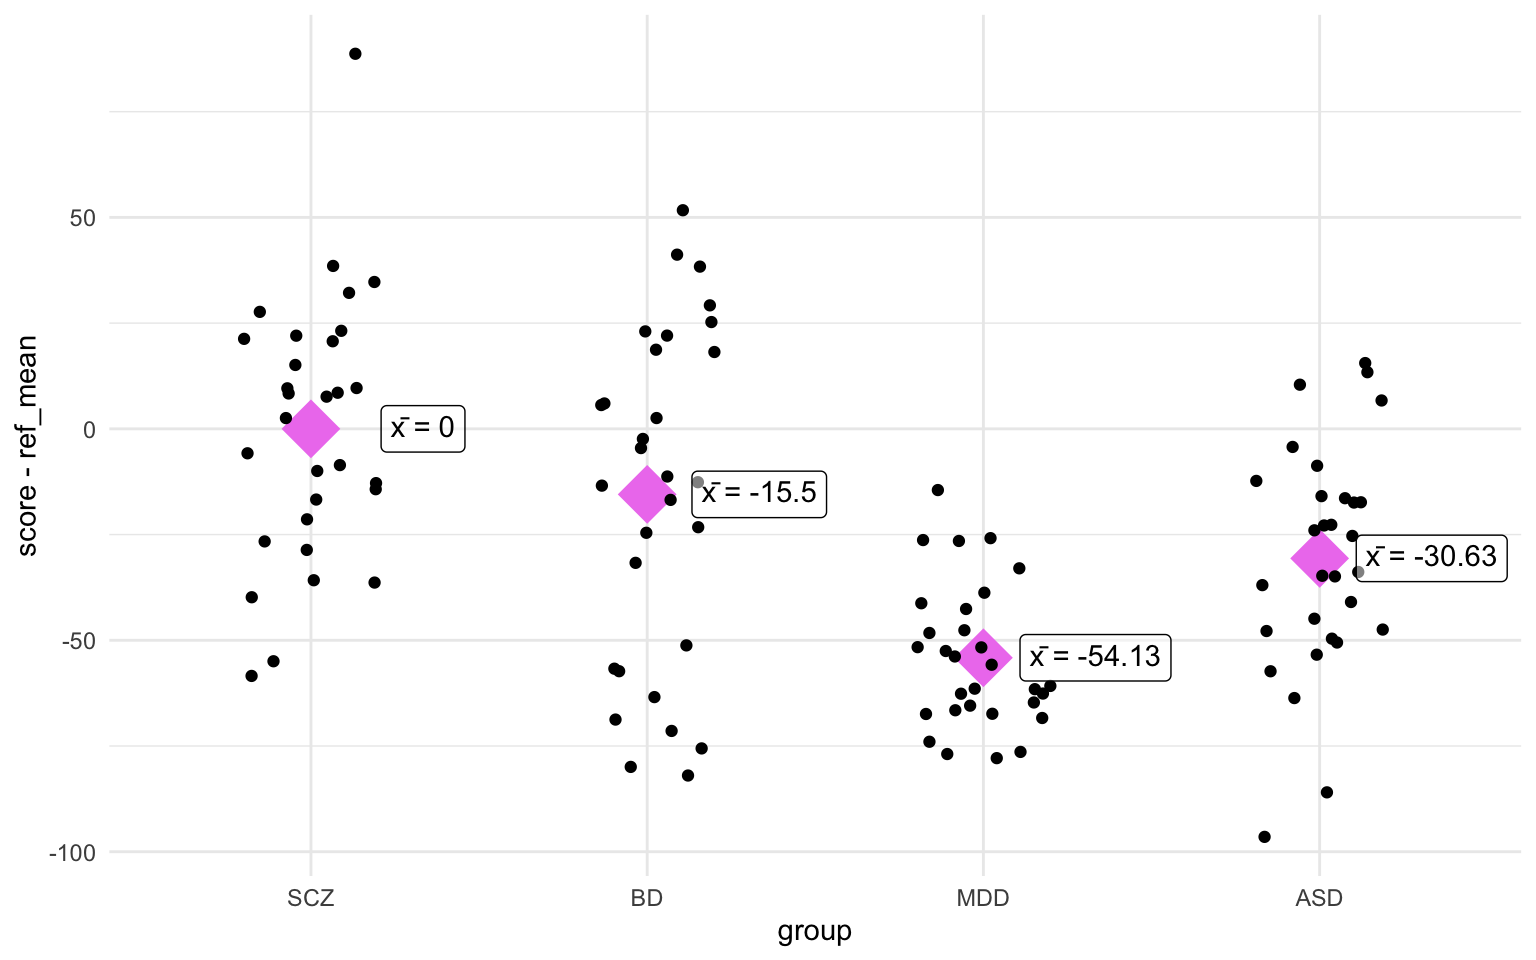 score - ref_mean
50
0
-50
-100
x̄ = 0
x̄ = -15.5
x̄ = -54.13
x̄ = -30.63
SCZ BD MDD ASD
group